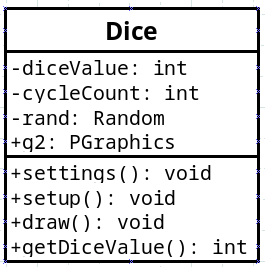 Dice
-diceValue: int
-cycleCount: int
-rand: Random
+g2: PGraphics
+settings(): void
+setup(): void
+draw(): void
+getDiceValue(): int